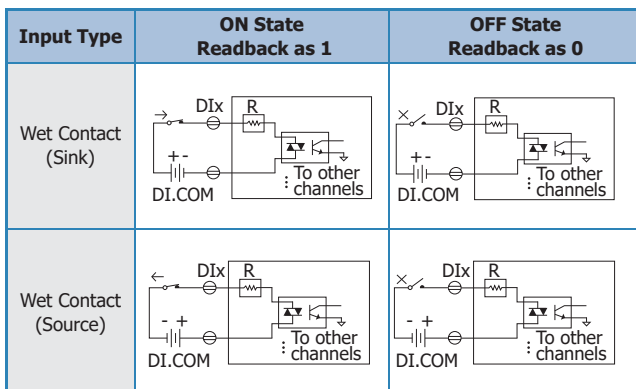 Input Type
ON State
Readback as 1
OFF State
Readback as 0
Wet Contact
(Sink)
DIx
R
+ -
DI.COM
To other
channels
DIx
R
+ -
DI.COM
To other
channels
Wet Contact
(Source)
DIx
R
- +
DI.COM
To other
channels
DIx
R
- +
DI.COM
To other
channels